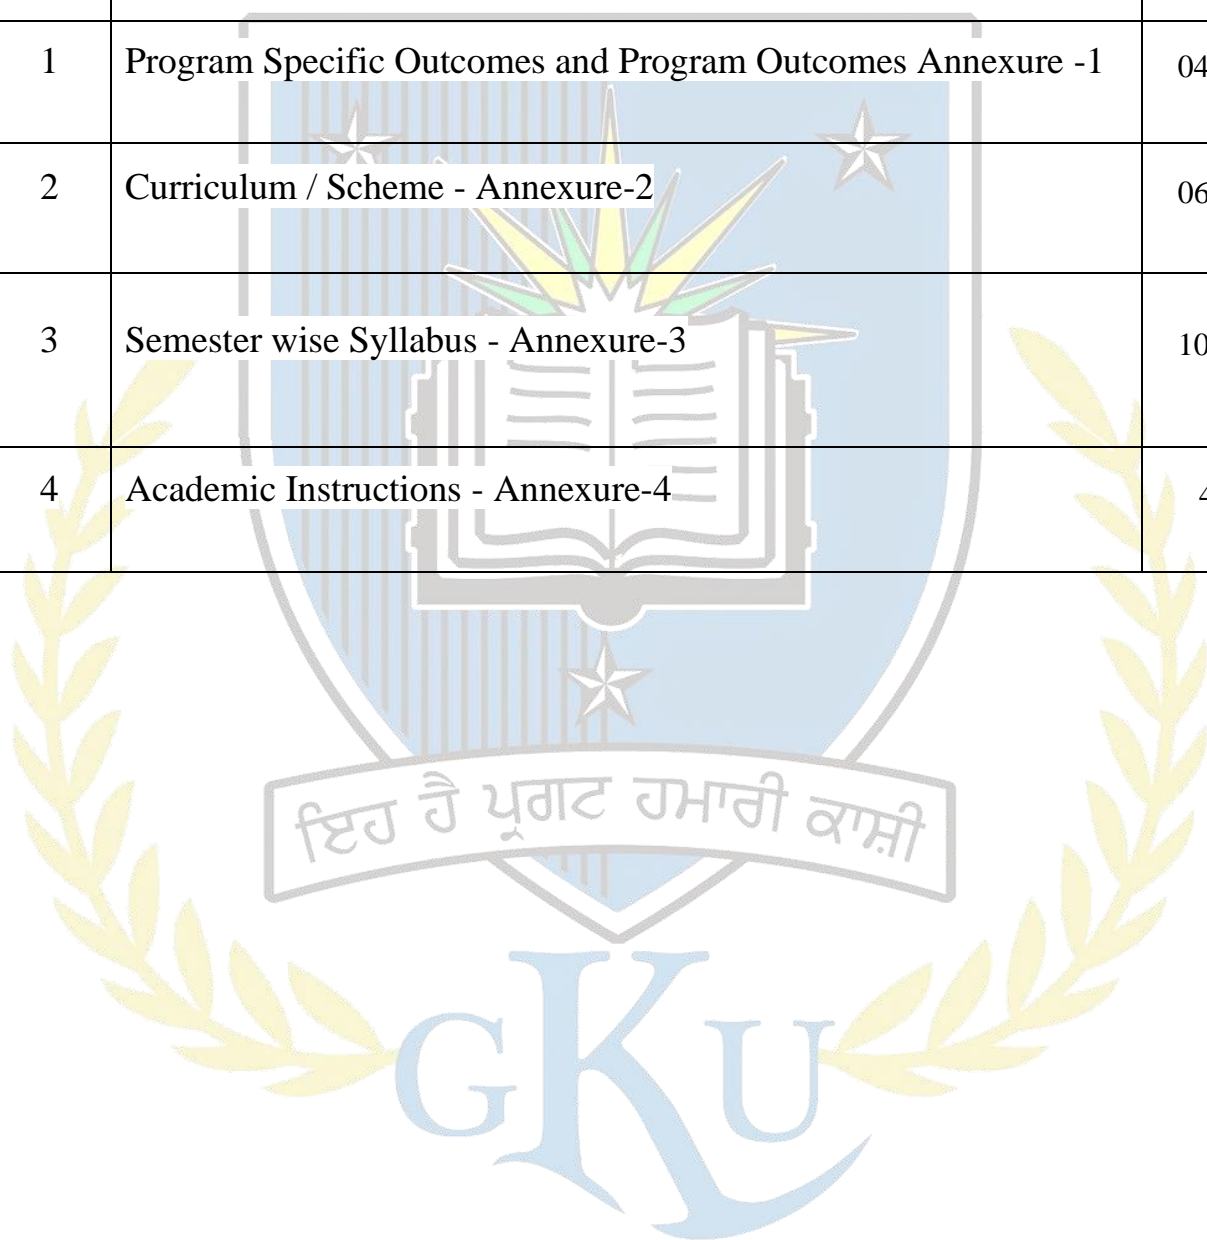 1 Program Specific Outcomes and Program Outcomes Annexure -1 04
2 Curriculum / Scheme - Annexure-2 06
3 Semester wise Syllabus - Annexure-3 10
4 Academic Instructions - Annexure-4
ਇਹ ਹੈ ਪ੍ਰਗਟ ਹਮਾਰੀ ਕਾਸ਼ੀ
GKU